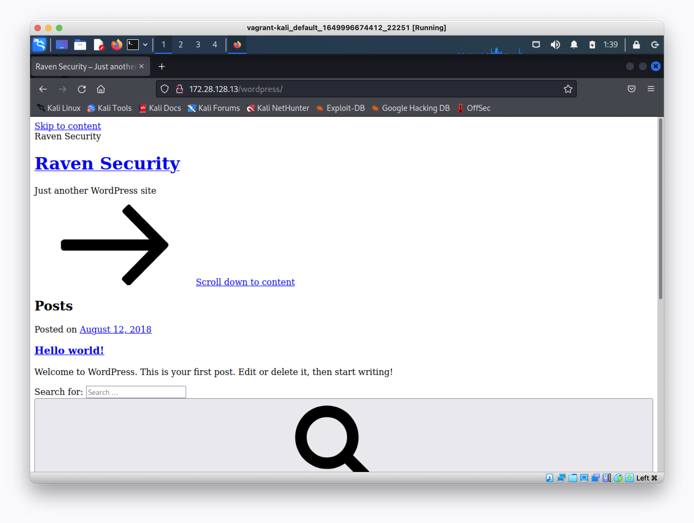 vagrant-kali_default_1649996674412_22251 [Running]
1 2 3 4 1:39
Raven Security – Just anothe
172.28.128.13/wordpress/
Kali Linux Kali Tools Kali Docs Kali Forums Kali NetHunter Exploit-DB Google Hacking DB OffSec
Skip to content
Raven Security
Raven Security
Just another WordPress site
Scroll down to content
Posts
Posted on August 12, 2018
Hello world!
Welcome to WordPress. This is your first post. Edit or delete it, then start writing!
Search for: Search …
Left ⌘